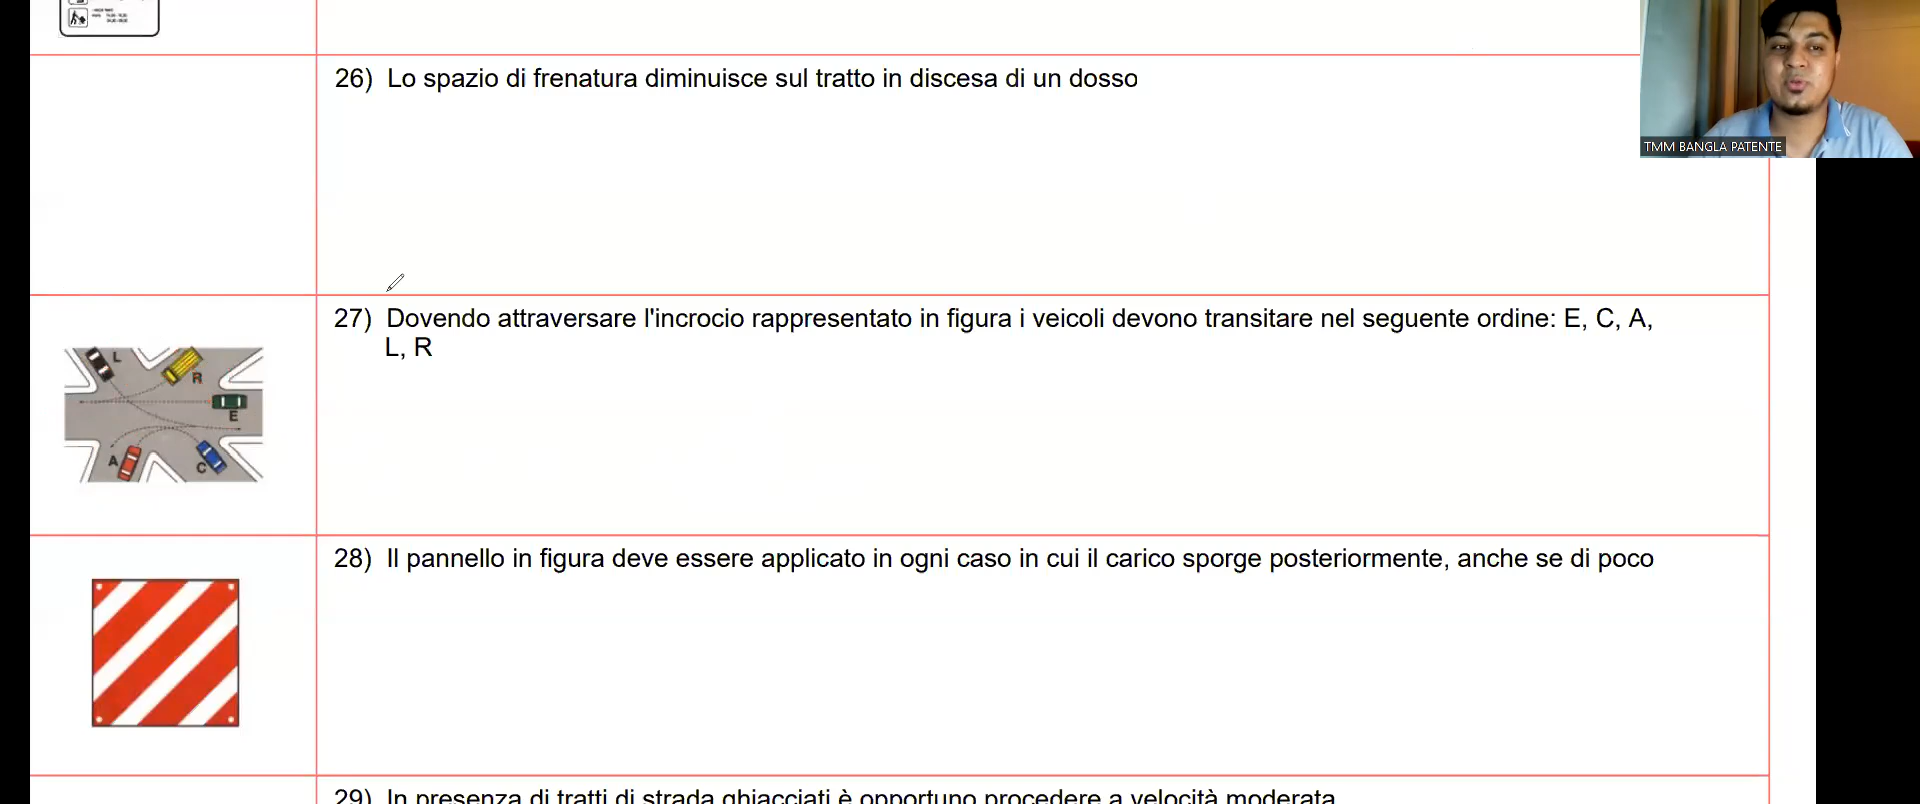 26) Lo spazio di frenatura diminuisce sul tratto in discesa di un dosso
TMM BANGLA PATENTE
27) Dovendo attraversare l'incrocio rappresentato in figura i veicoli devono transitare nel seguente ordine: E, C, A,
L, R
L
R
E
A
C
28) Il pannello in figura deve essere applicato in ogni caso in cui il carico sporge posteriormente, anche se di poco
29) In presenza di tratti di strada ghiacciati è opportuno procedere a velocità moderata